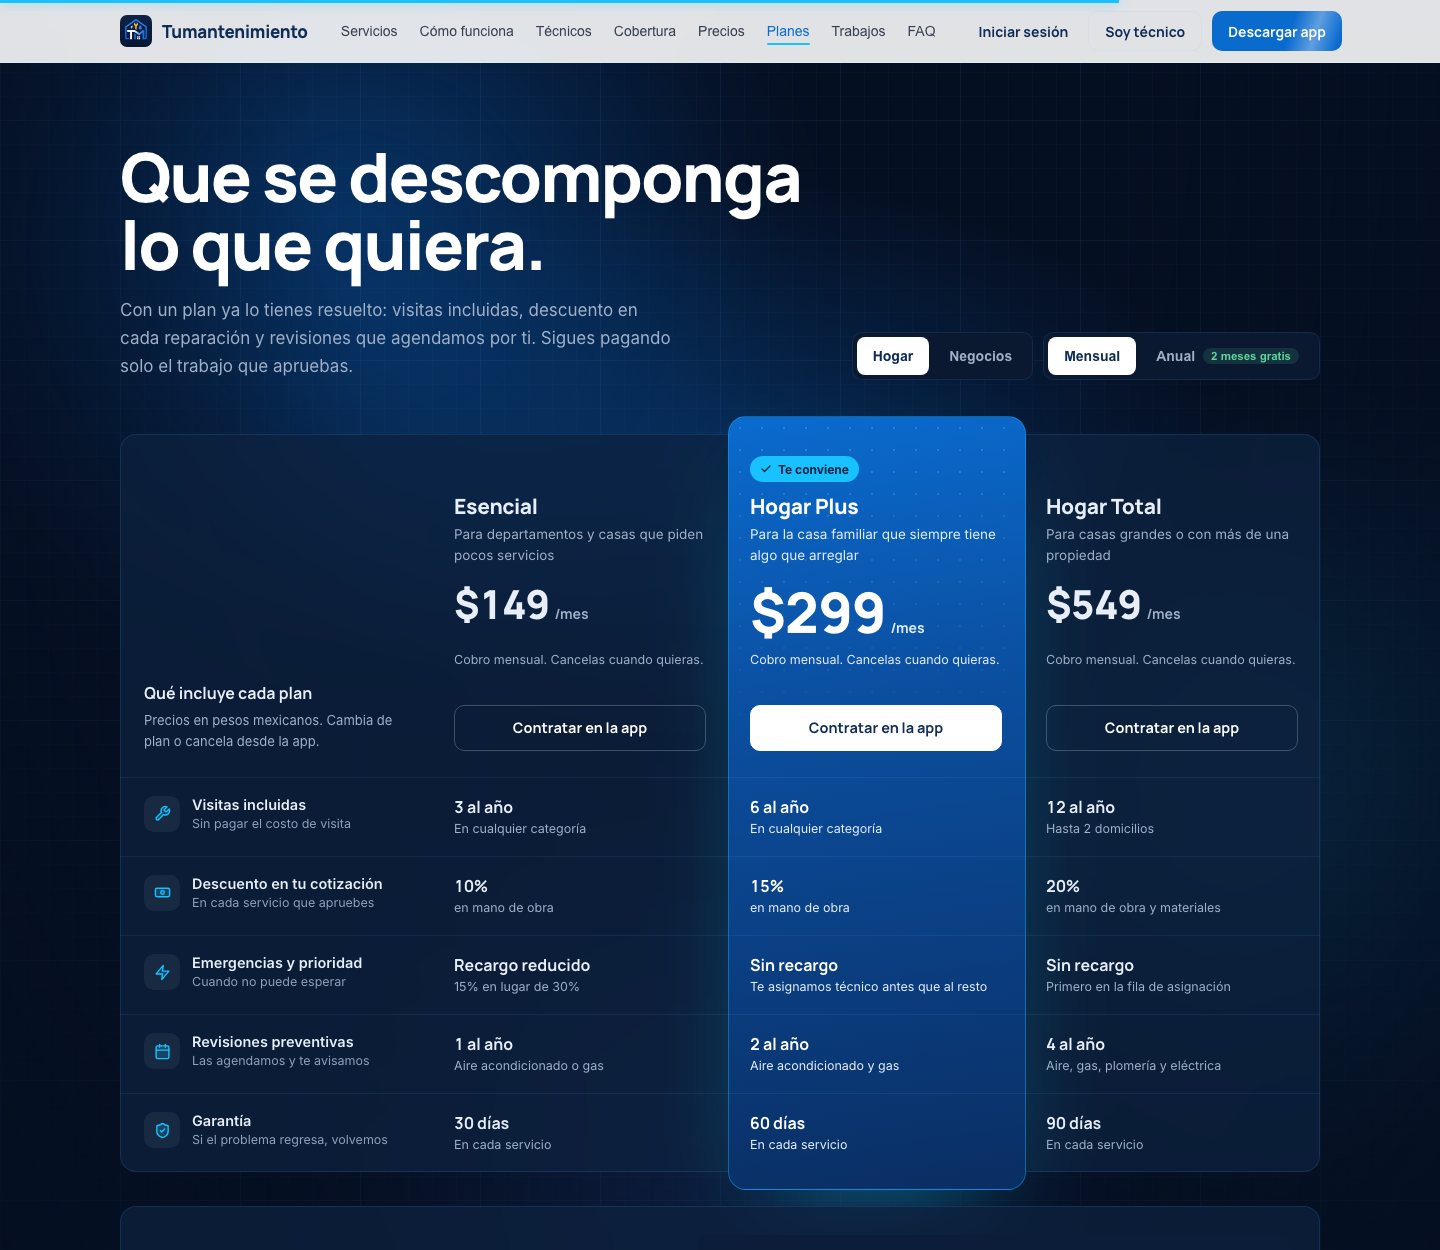 Tumantenimiento
Servicios
Cómo funciona
Técnicos
Cobertura
Precios
Planes
Trabajos
FAQ
Iniciar sesión
Soy técnico
Descargar app
Que se descomponga
lo que quiera.
Con un plan ya lo tienes resuelto: visitas incluidas, descuento en
cada reparación y revisiones que agendamos por ti. Sigues pagando
solo el trabajo que apruebas.
Hogar
Negocios
Mensual
Anual
2 meses gratis
Qué incluye cada plan
Precios en pesos mexicanos. Cambia de
plan o cancela desde la app.
Esencial
Para departamentos y casas que piden
pocos servicios
$149 /mes
Cobro mensual. Cancelas cuando quieras.
Contratar en la app
Te conviene
Hogar Plus
Para la casa familiar que siempre tiene
algo que arreglar
$299 /mes
Cobro mensual. Cancelas cuando quieras.
Contratar en la app
Hogar Total
Para casas grandes o con más de una
propiedad
$549 /mes
Cobro mensual. Cancelas cuando quieras.
Contratar en la app
Visitas incluidas
Sin pagar el costo de visita
3 al año
En cualquier categoría
6 al año
En cualquier categoría
12 al año
Hasta 2 domicilios
Descuento en tu cotización
En cada servicio que apruebes
10%
en mano de obra
15%
en mano de obra
20%
en mano de obra y materiales
Emergencias y prioridad
Cuando no puede esperar
Recargo reducido
15% en lugar de 30%
Sin recargo
Te asignamos técnico antes que al resto
Sin recargo
Primero en la fila de asignación
Revisiones preventivas
Las agendamos y te avisamos
1 al año
Aire acondicionado o gas
2 al año
Aire acondicionado y gas
4 al año
Aire, gas, plomería y eléctrica
Garantía
Si el problema regresa, volvemos
30 días
En cada servicio
60 días
En cada servicio
90 días
En cada servicio